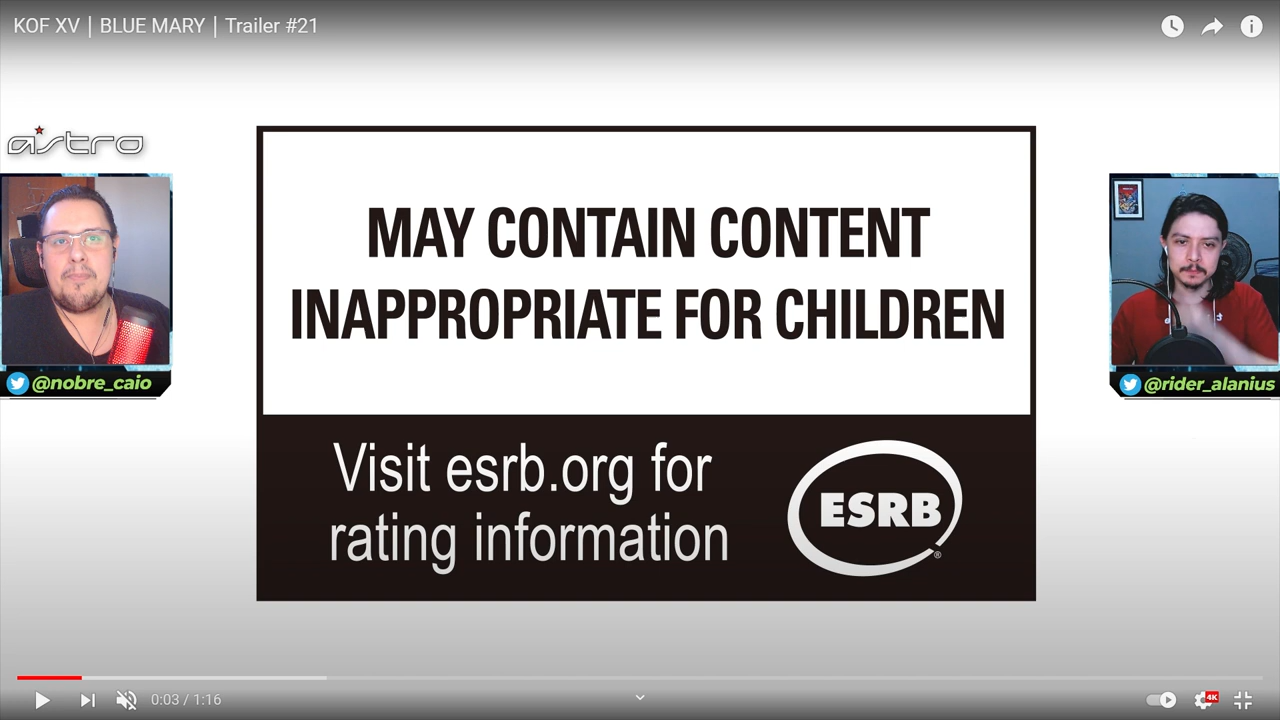 KOF XV | BLUE MARY | Trailer #21
astro
MAY CONTAIN CONTENT
INAPPROPRIATE FOR CHILDREN
@nobre_caio
@rider_alanius
Visit esrb.org for
rating information
ESRB
®
0:03 / 1:16
4K